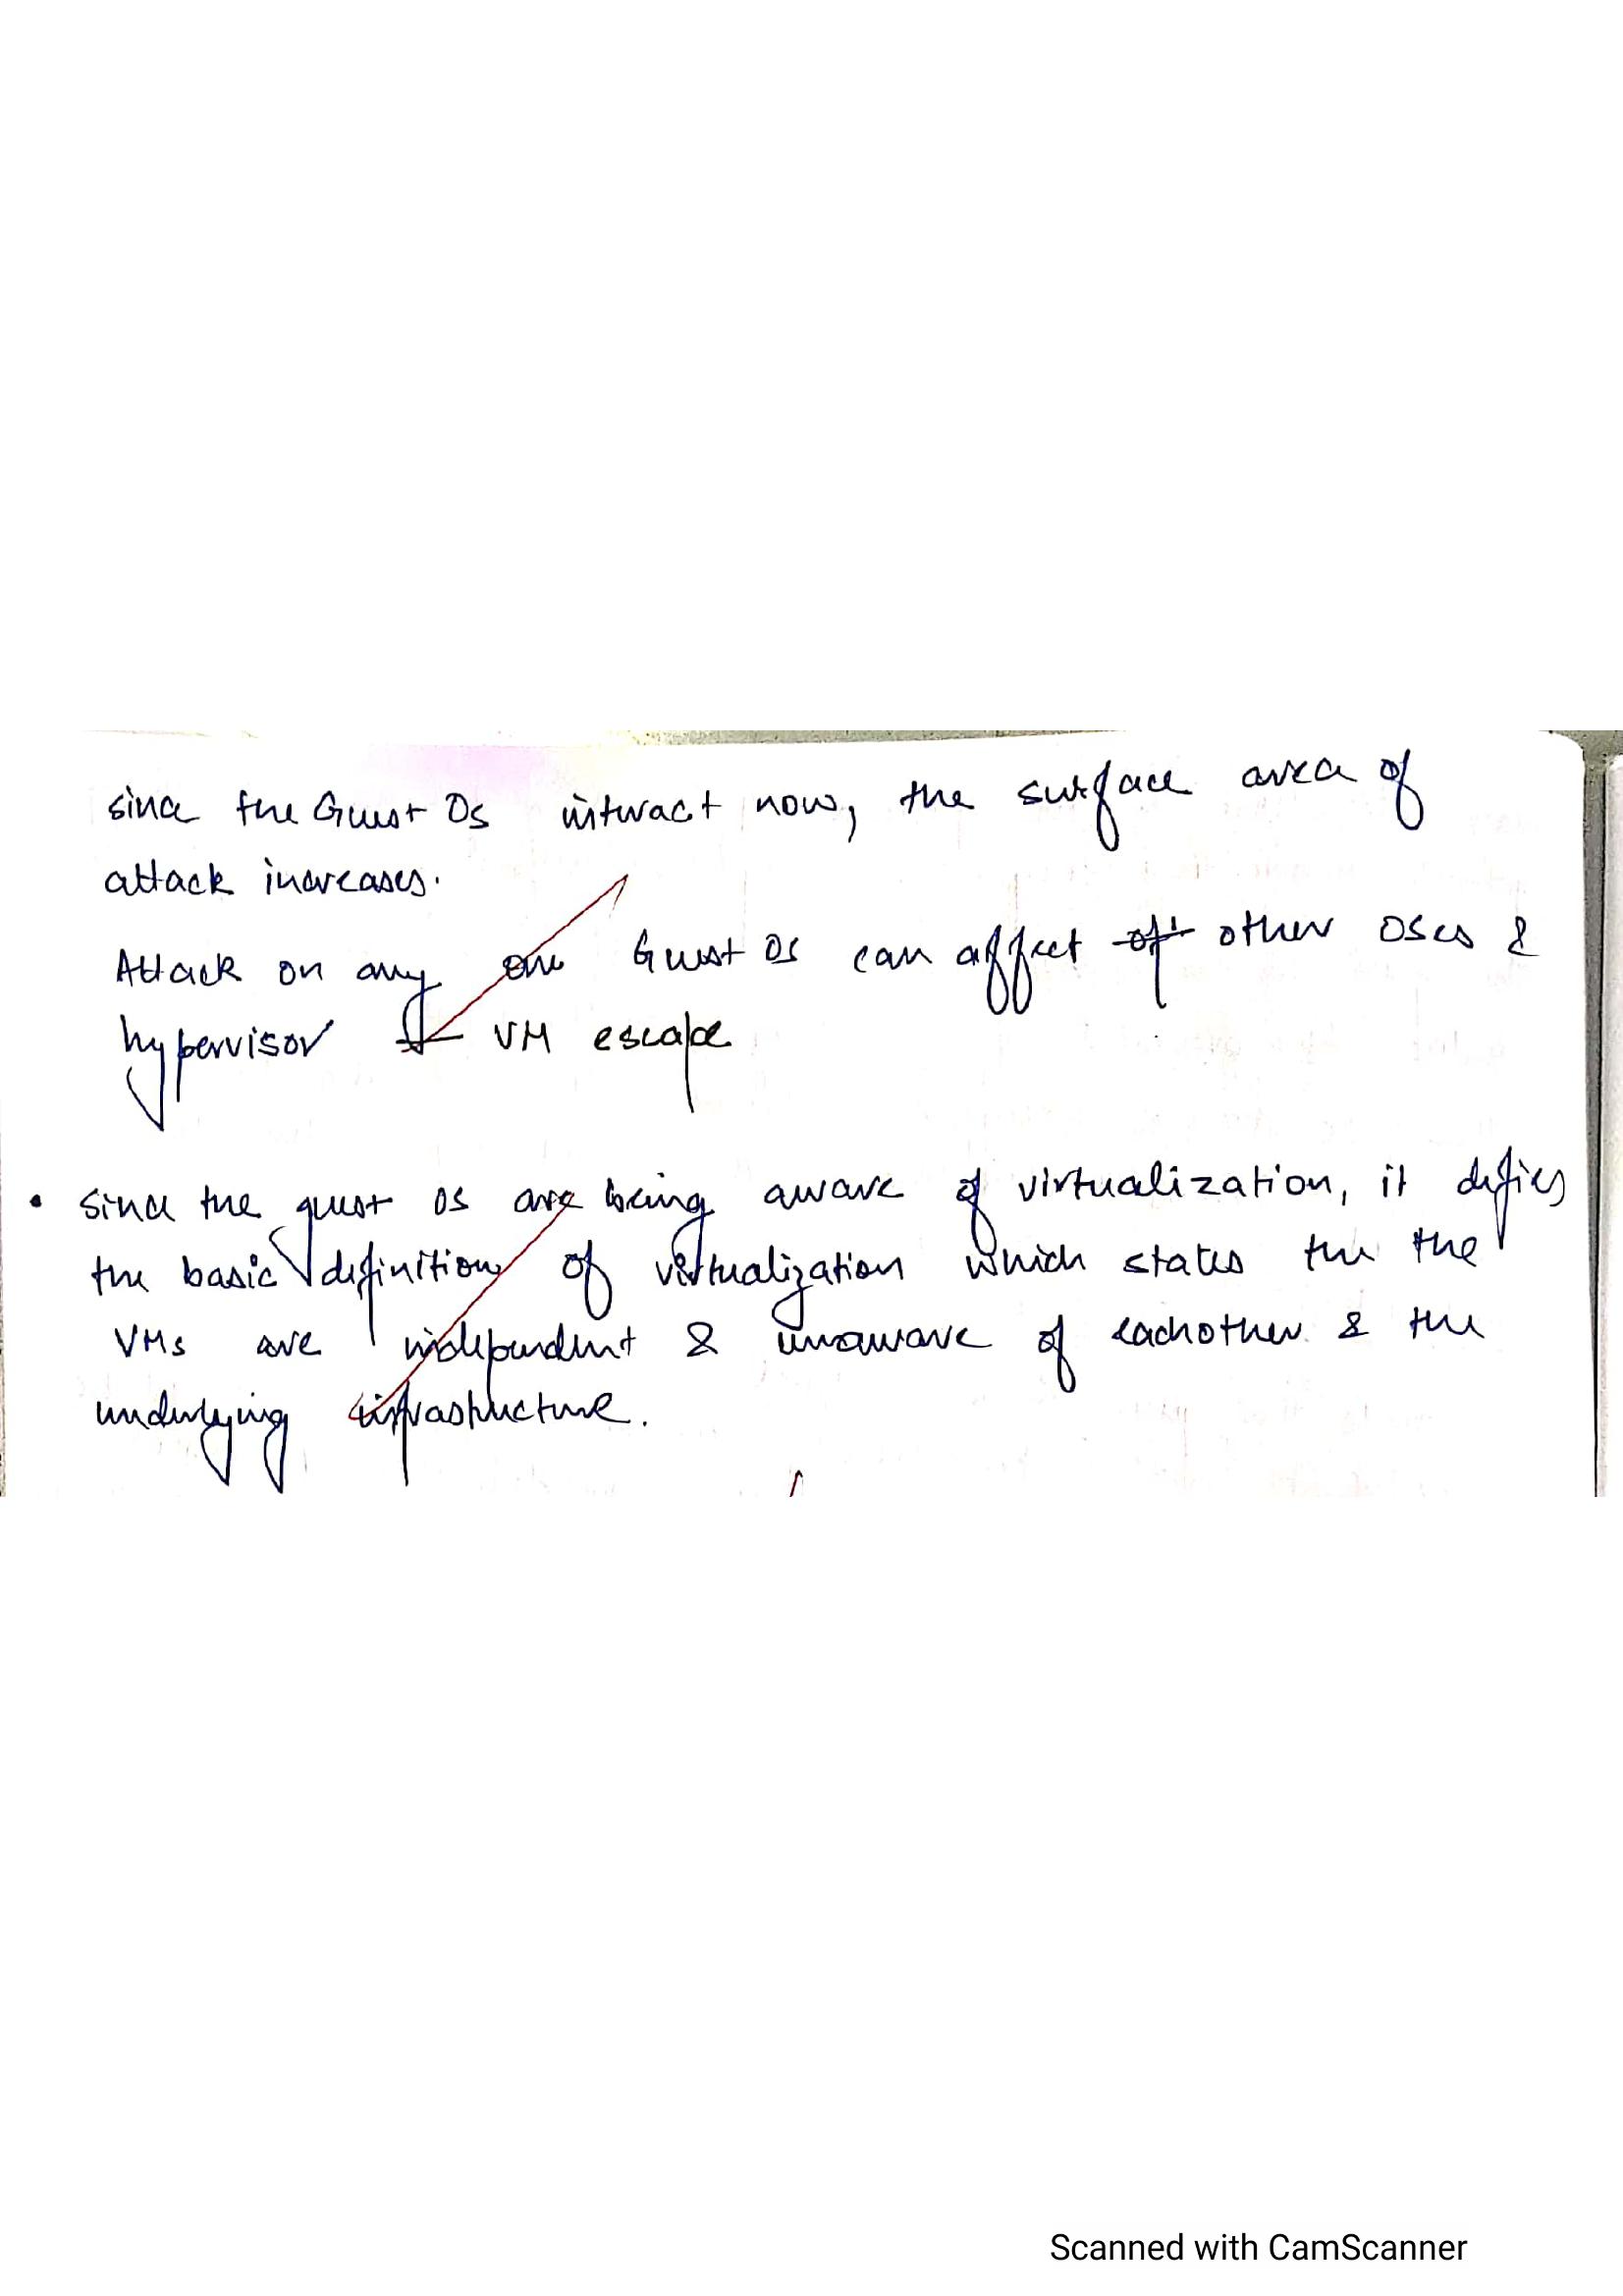 since the Guest Os interact now, the surface area of
attack increases.
Attack on any one Guest Os can affect other OSes &
hypervisor VM escape
• Since the guest os are being aware of virtualization, it defies
the basic definition of virtualization which states the the
VMs are independent & unaware of eachother & the
underlying infrastructure.
Scanned with CamScanner